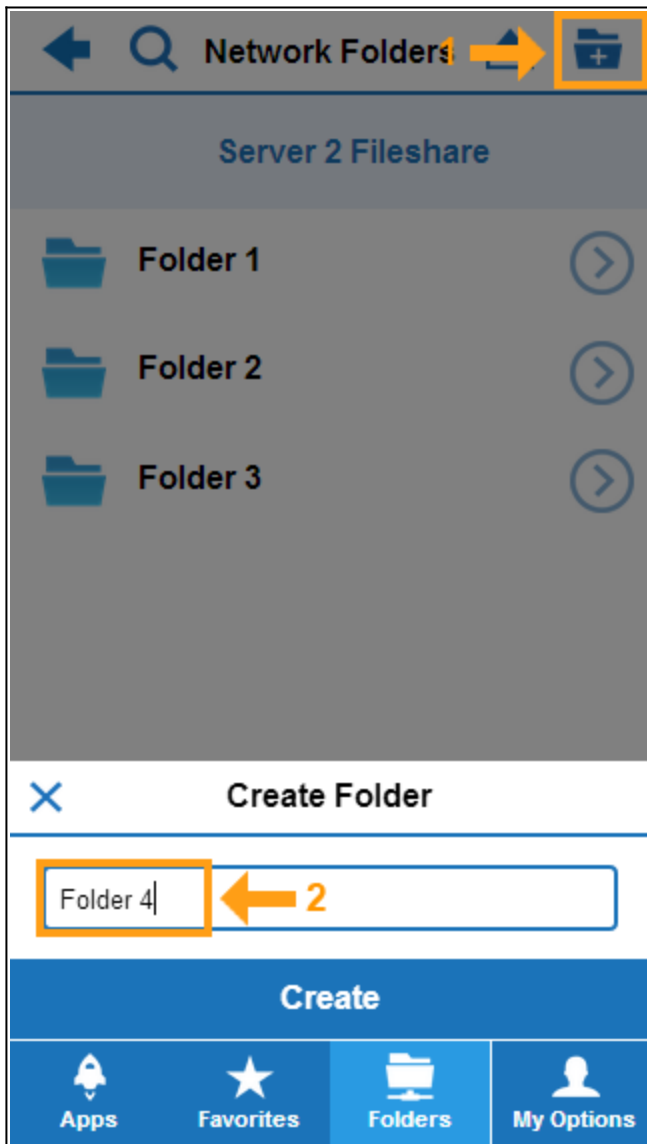 Network Folders 1
Server 2 Fileshare
Folder 1
Folder 2
Folder 3
Create Folder
Folder 4 2
Create
Apps Favorites Folders My Options